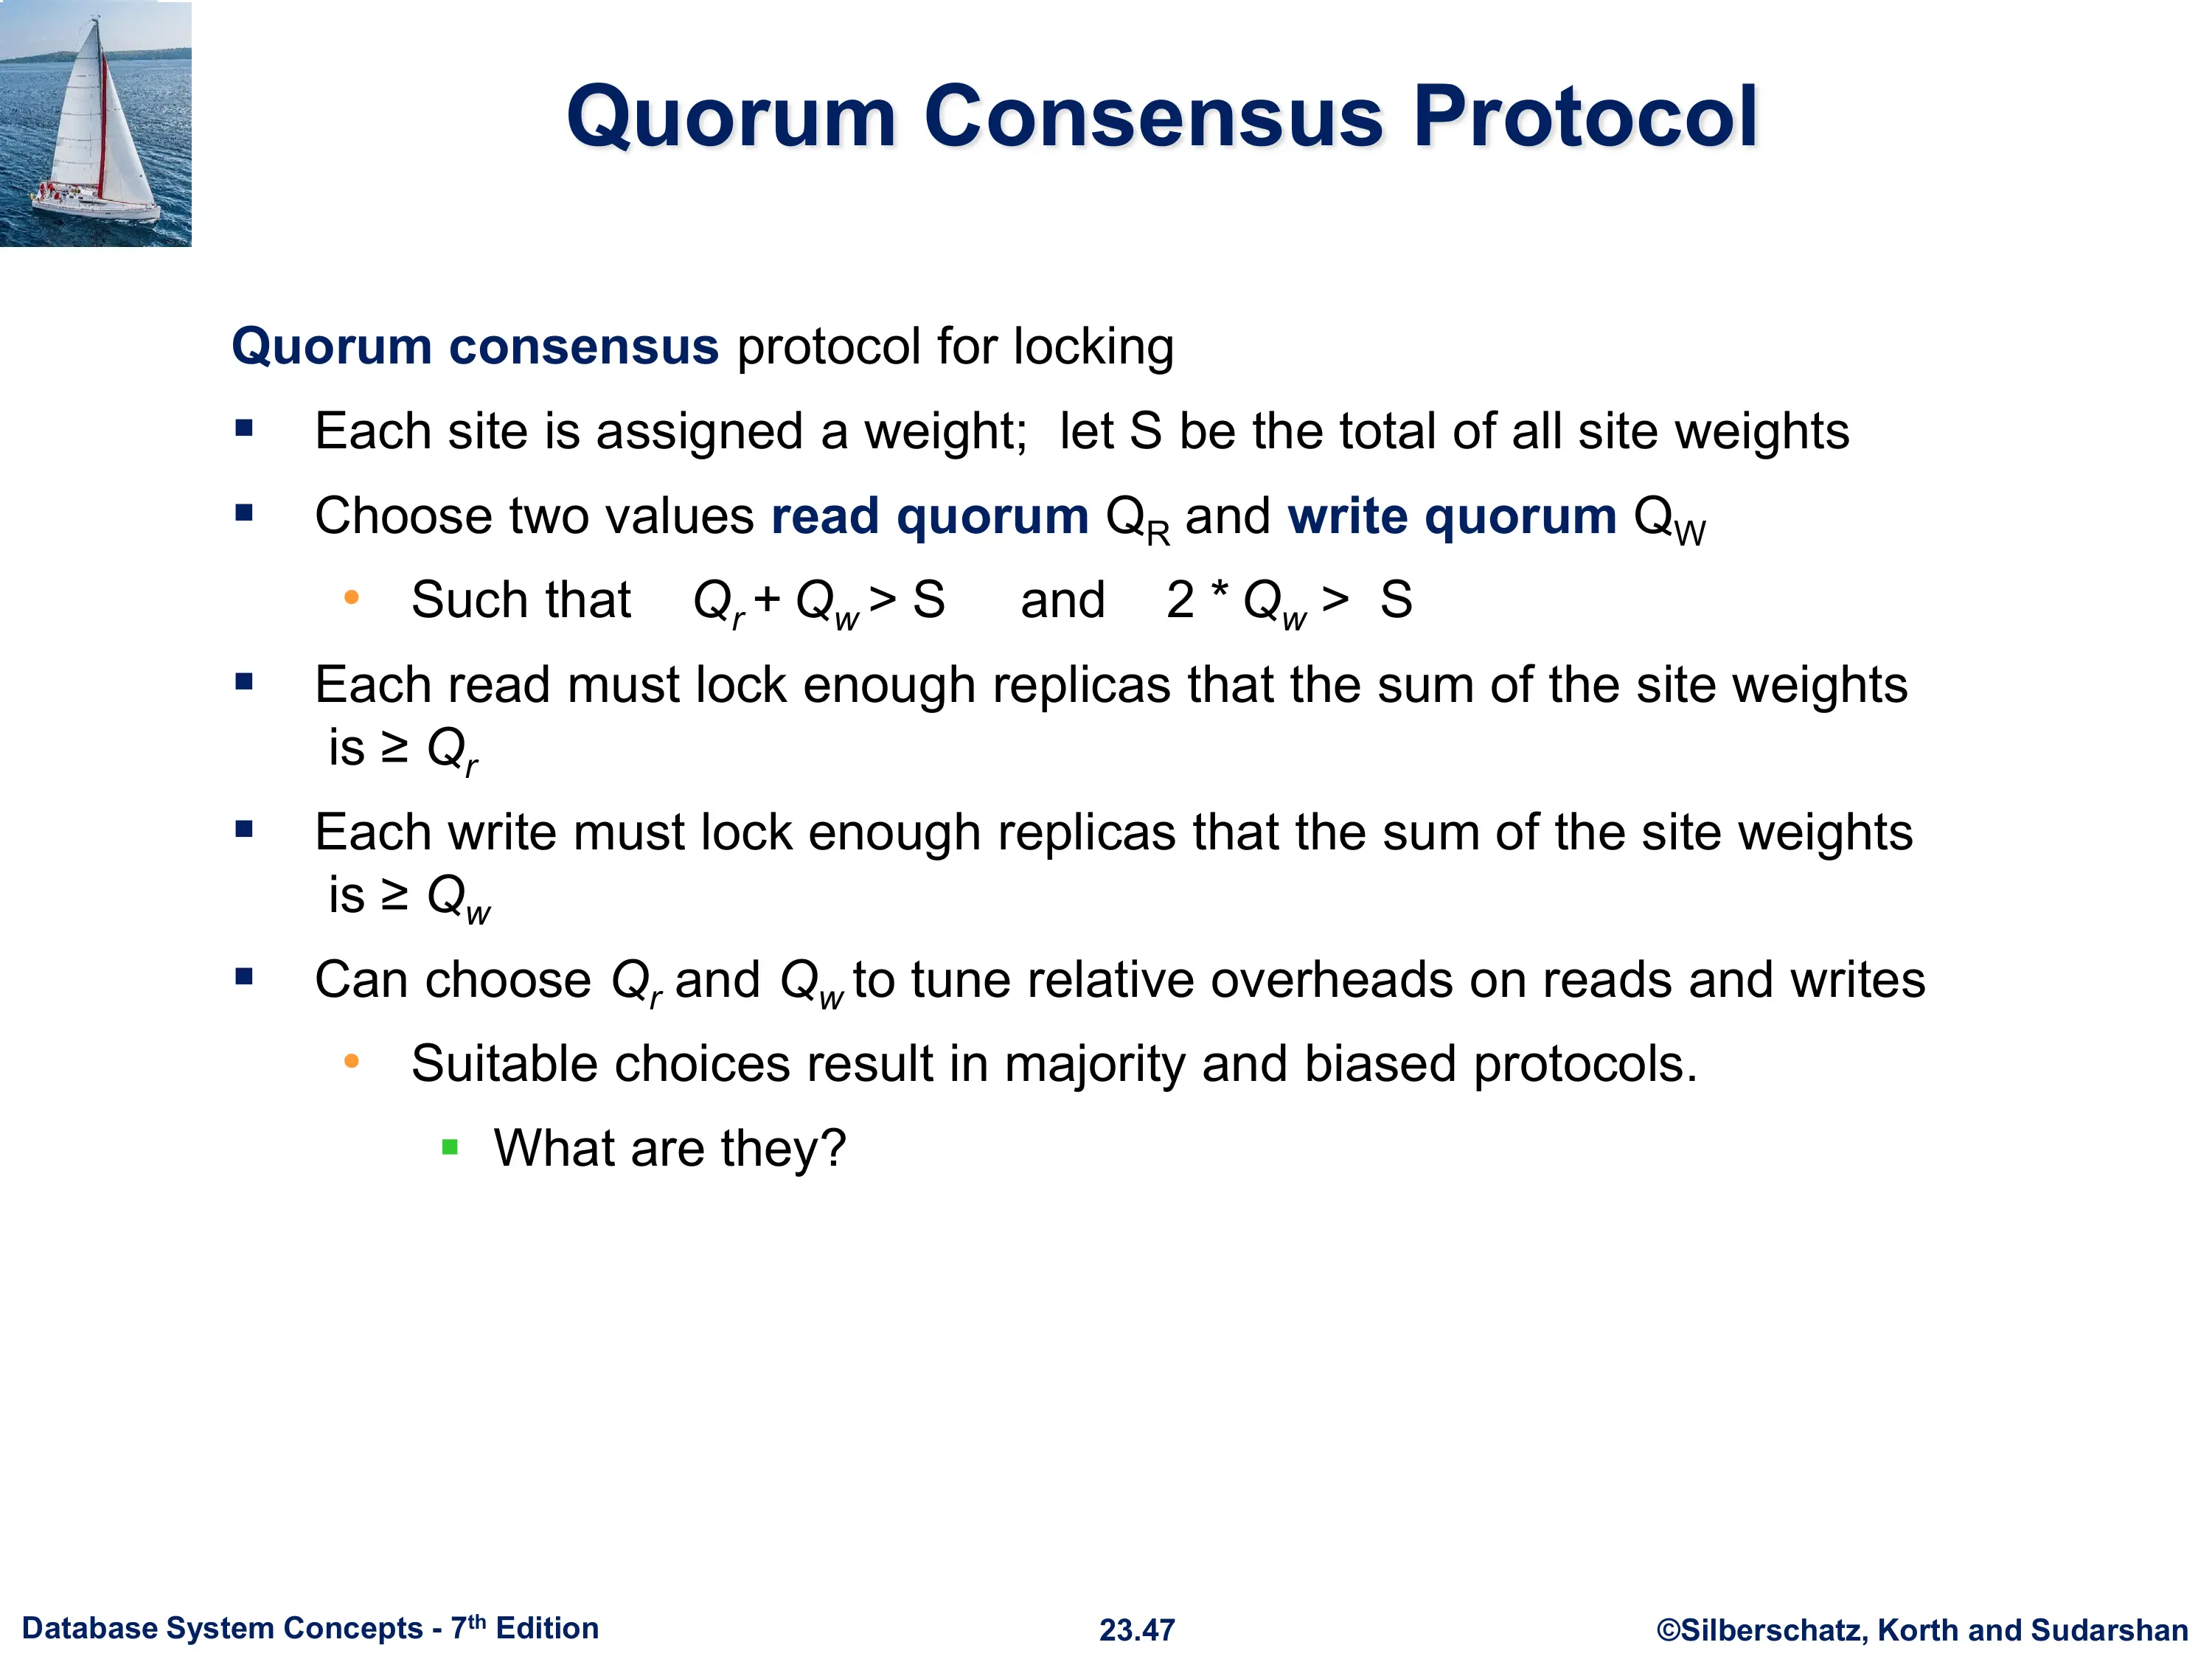 Quorum Consensus Protocol
Quorum consensus protocol for locking
▪ Each site is assigned a weight; let S be the total of all site weights
▪ Choose two values read quorum Q_R and write quorum Q_W
• Such that Q_r + Q_w > S and 2 * Q_w > S
▪ Each read must lock enough replicas that the sum of the site weights
is ≥ Q_r
▪ Each write must lock enough replicas that the sum of the site weights
is ≥ Q_w
▪ Can choose Q_r and Q_w to tune relative overheads on reads and writes
• Suitable choices result in majority and biased protocols.
▪ What are they?
Database System Concepts - 7th Edition 23.47 ©Silberschatz, Korth and Sudarshan